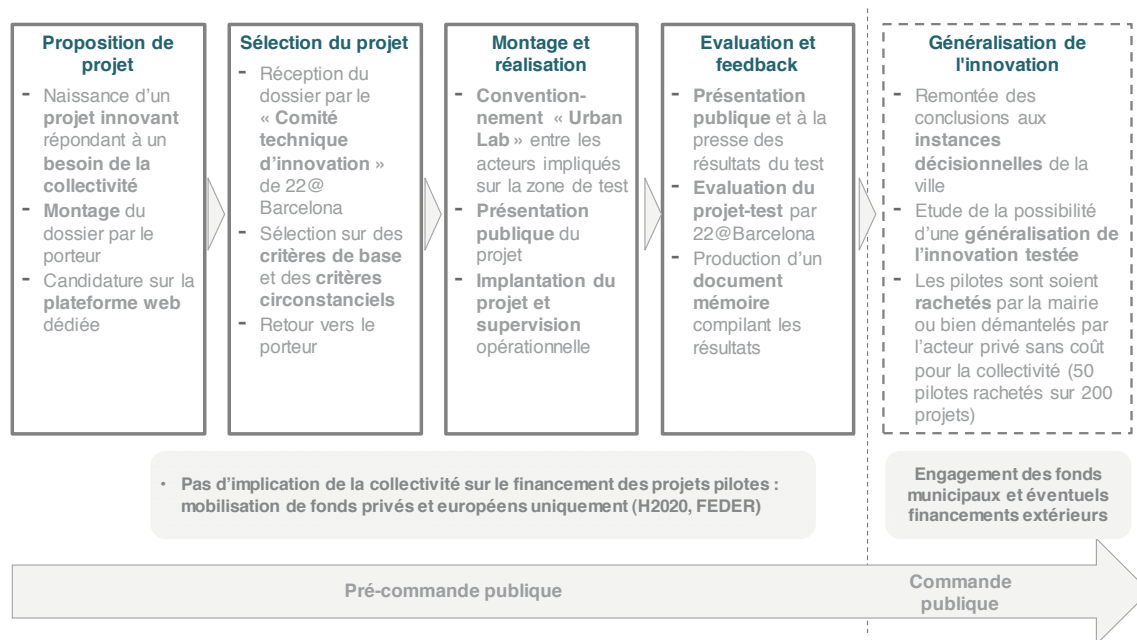 Proposition de
projet
- Naissance d'un
projet innovant
répondant à un
besoin de la
collectivité
- Montage du
dossier par le
porteur
- Candidature sur la
plateforme web
dédiée
Sélection du projet
- Réception du
dossier par le
« Comité
technique
d'innovation »
de 22@
Barcelona
- Sélection sur des
critères de base
et des critères
circonstanciels
- Retour vers le
porteur
Montage et
réalisation
- Convention-
nement « Urban
Lab » entre les
acteurs impliqués
sur la zone de test
- Présentation
publique du
projet
- Implantation du
projet et
supervision
opérationnelle
Evaluation et
feedback
- Présentation
publique et à la
presse des
résultats du test
- Evaluation du
projet-test par
22@Barcelona
- Production d'un
document
mémoire
compilant les
résultats
Généralisation de
l'innovation
- Remontée des
conclusions aux
instances
décisionnelles de la
ville
- Etude de la possibilité
d'une généralisation de
l'innovation testée
- Les pilotes sont soient
rachetés par la mairie
ou bien démantelés par
l'acteur privé sans coût
pour la collectivité (50
pilotes rachetés sur 200
projets)
• Pas d'implication de la collectivité sur le financement des projets pilotes :
mobilisation de fonds privés et européens uniquement (H2020, FEDER)
Engagement des fonds
municipaux et éventuels
financements extérieurs
Pré-commande publique
Commande
publique